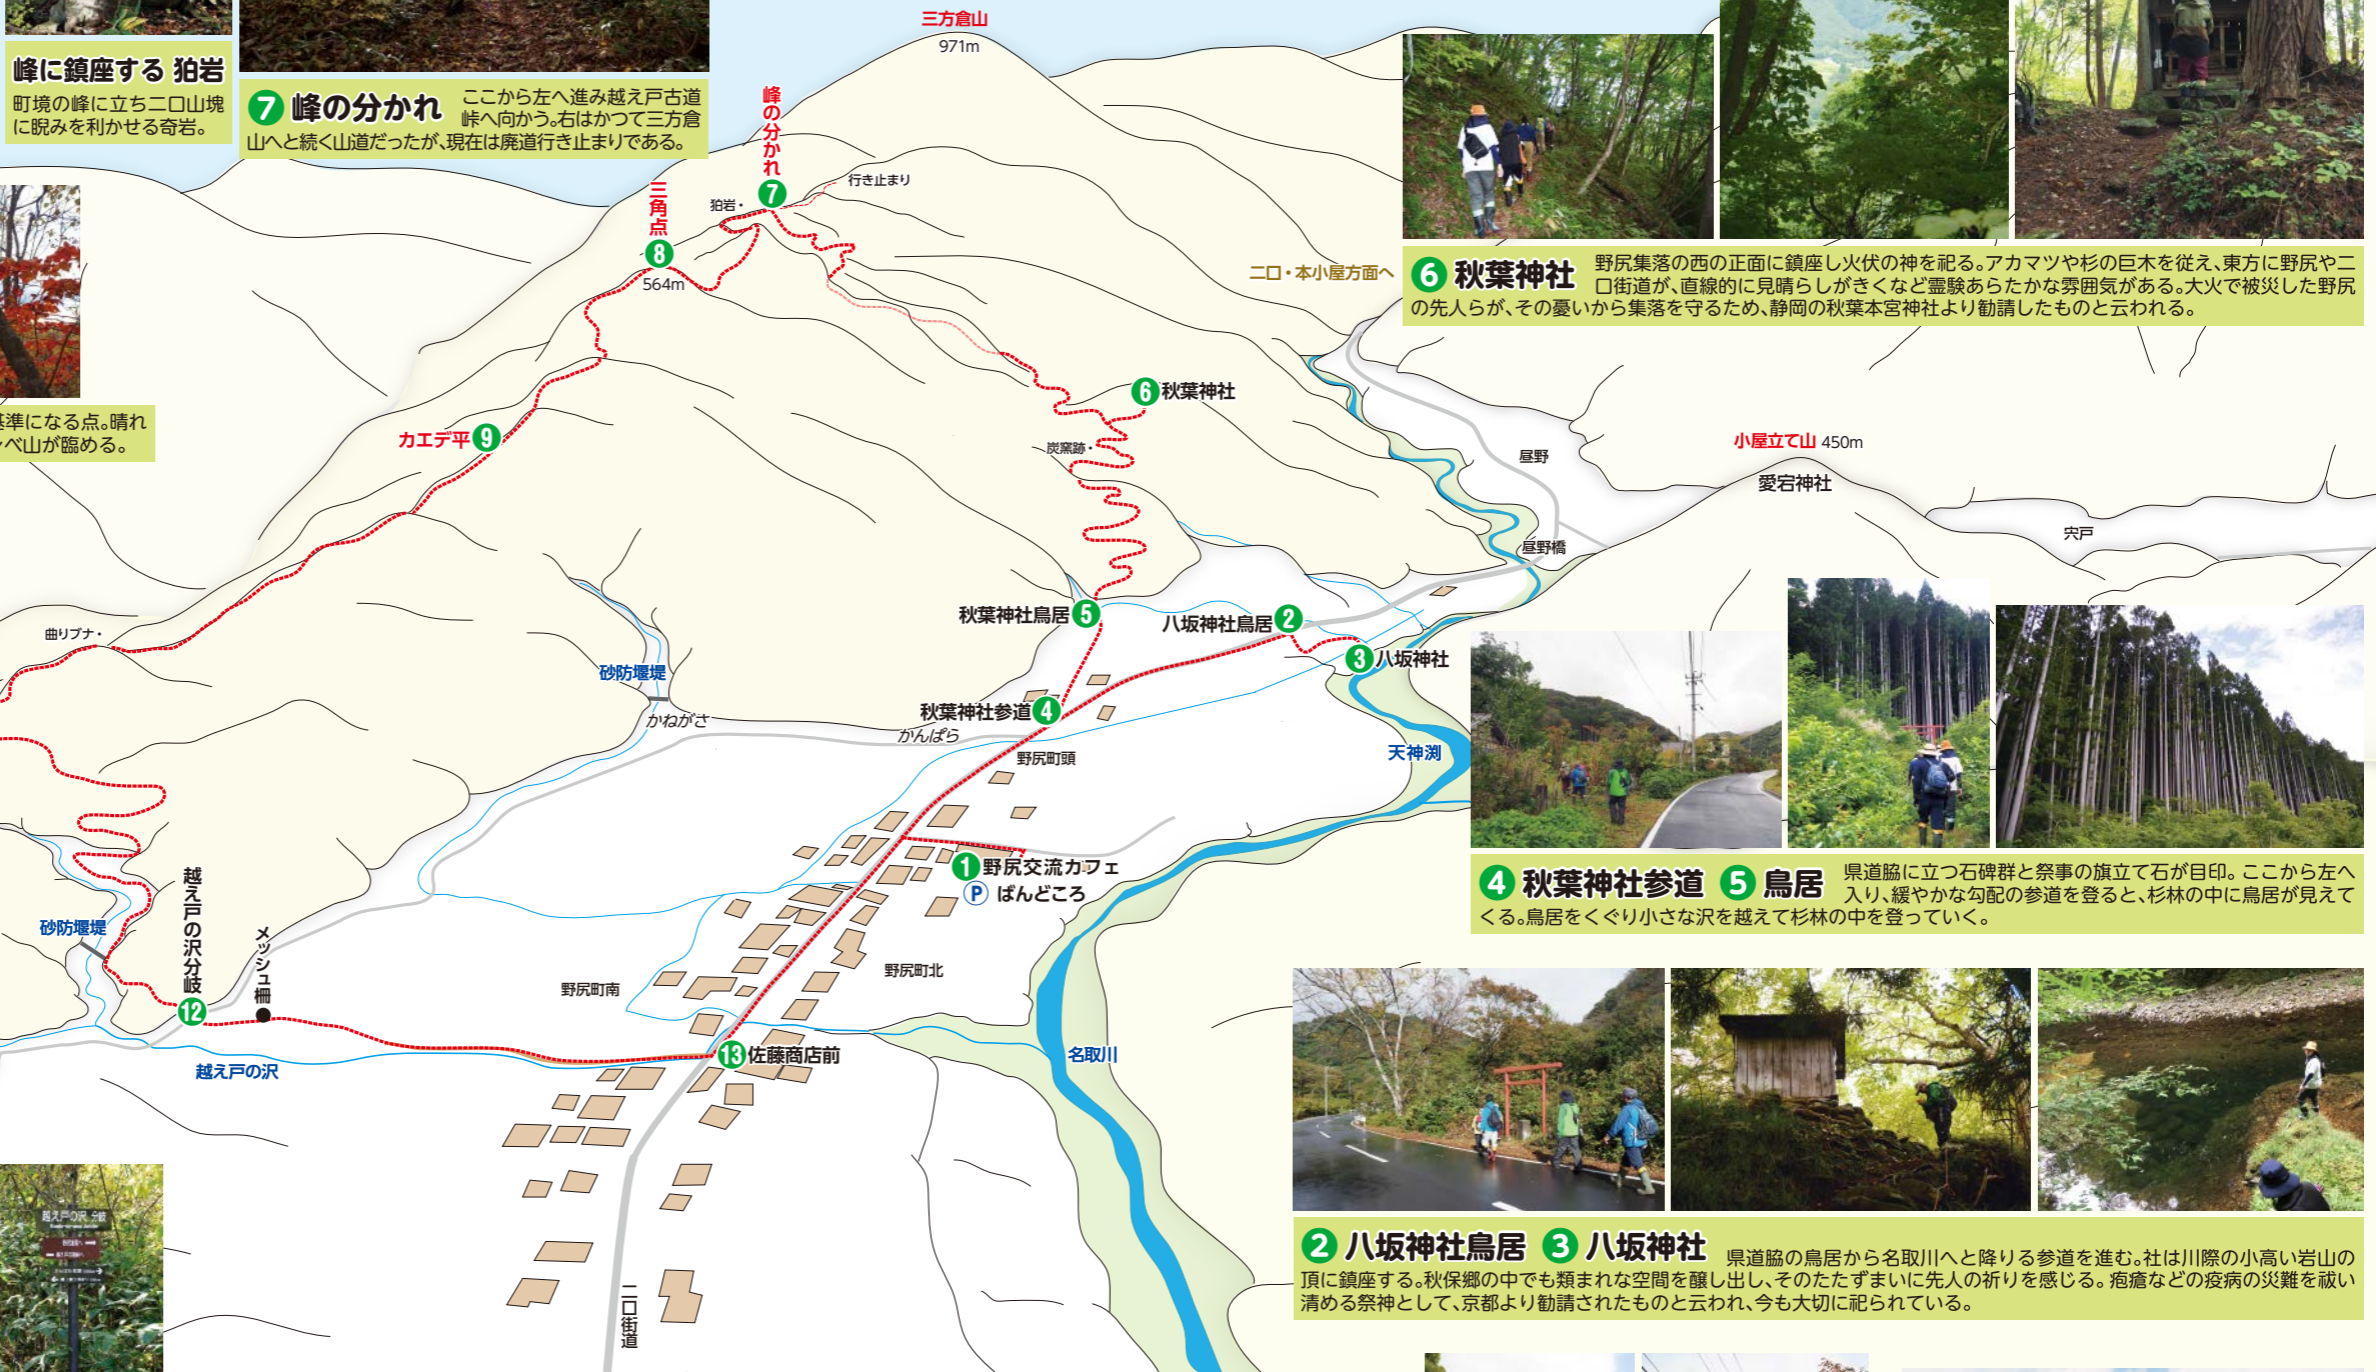 峰に鎮座する 狛岩
町境の峰に立ち二口山塊
に睨みを利かせる奇岩。
7 峰の分かれ
ここから左へ進み越え戸古道
峠へ向かう。右はかつて三方倉
山へと続く山道だったが、現在は廃道行き止まりである。
三方倉山
971m
峰の分かれ
7
行き止まり
狛岩・
三角点
8
564m
二口・本小屋方面へ
6 秋葉神社
野尻集落の西の正面に鎮座し火伏の神を祀る。アカマツや杉の巨木を従え、東方に野尻や二
口街道が、直線的に見晴らしがきくなど霊験あらたかな雰囲気がある。大火で被災した野尻
の先人らが、その憂いから集落を守るため、静岡の秋葉本宮神社より勧請したものと云われる。
基準になる点。晴れ
べ山が臨める。
カエデ平 9
6 秋葉神社
炭窯跡・
昼野
小屋立て山 450m
愛宕神社
宍戸
昼野橋
曲りブナ・
秋葉神社鳥居 5
八坂神社鳥居 2
3 八坂神社
砂防堰堤
かねがさ
秋葉神社参道 4
かんぱら
野尻町頭
天神渕
1 野尻交流カフェ
P ばんどころ
4 秋葉神社参道 5 鳥居
県道脇に立つ石碑群と祭事の旗立て石が目印。ここから左へ
入り、緩やかな勾配の参道を登ると、杉林の中に鳥居が見えて
くる。鳥居をくぐり小さな沢を越えて杉林の中を登っていく。
砂防堰堤
越え戸の沢分岐
12
メッシュ柵
野尻町南
野尻町北
越え戸の沢
13 佐藤商店前
名取川
越え戸の沢 分岐
二口街道
2 八坂神社鳥居 3 八坂神社
県道脇の鳥居から名取川へと降りる参道を進む。社は川際の小高い岩山の
頂に鎮座する。秋保郷の中でも類まれな空間を醸し出し、そのたたずまいに先人の祈りを感じる。疱瘡などの疫病の災難を祓い
清める祭神として、京都より勧請されたものと云われ、今も大切に祀られている。